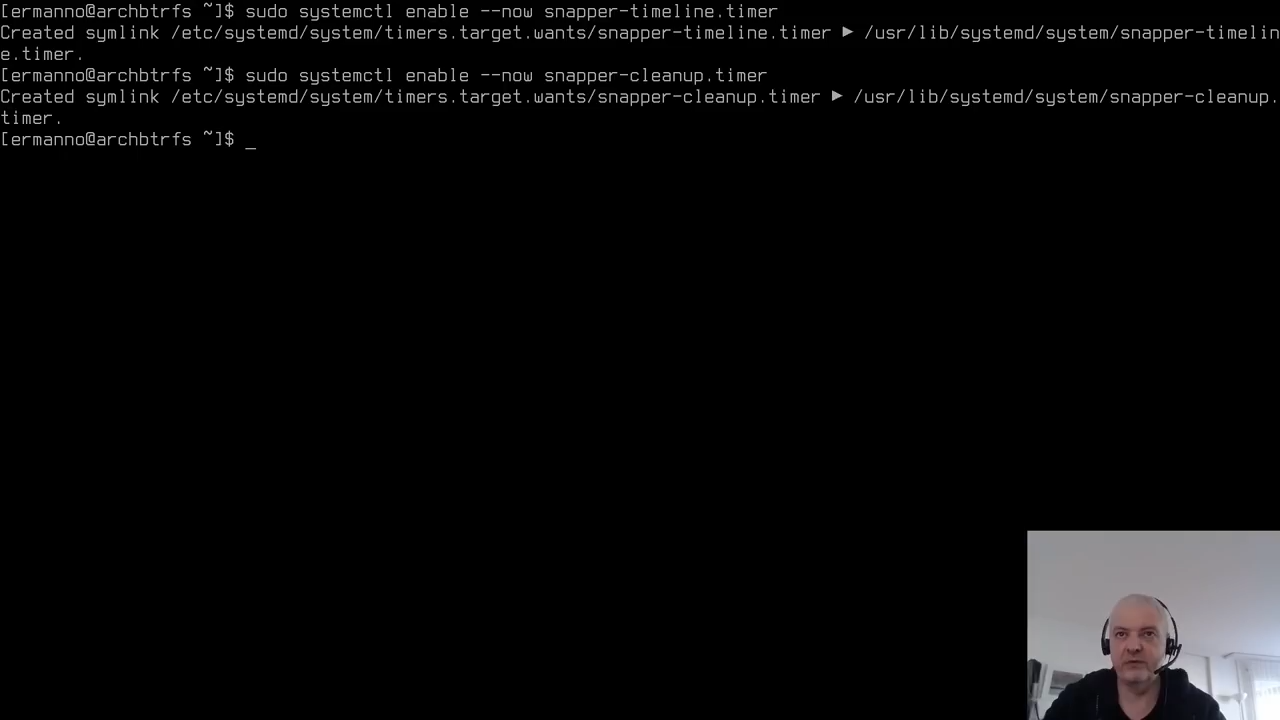 [ermanno@archbtrfs ~]$ sudo systemctl enable --now snapper-timeline.timer
Created symlink /etc/systemd/system/timers.target.wants/snapper-timeline.timer ► /usr/lib/systemd/system/snapper-timelin
e.timer.
[ermanno@archbtrfs ~]$ sudo systemctl enable --now snapper-cleanup.timer
Created symlink /etc/systemd/system/timers.target.wants/snapper-cleanup.timer ► /usr/lib/systemd/system/snapper-cleanup.
timer.
[ermanno@archbtrfs ~]$ _